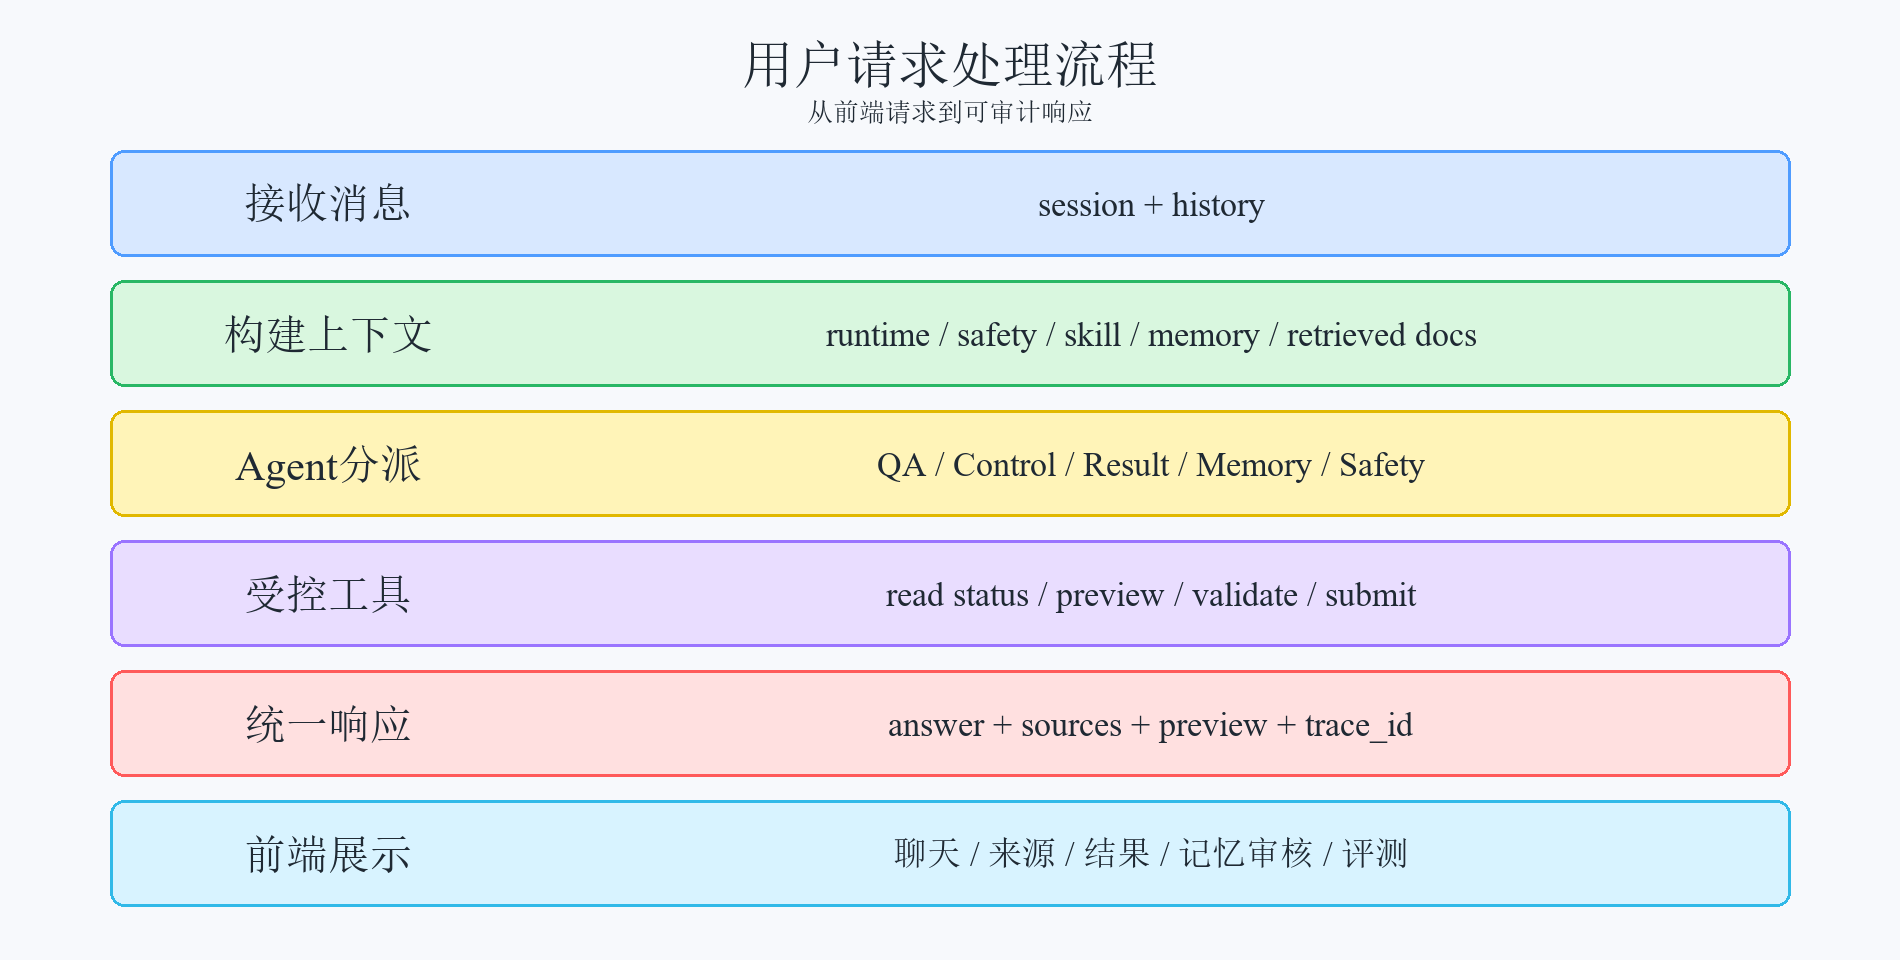 用户请求处理流程
从前端请求到可审计响应
接收消息 session + history
构建上下文 runtime / safety / skill / memory / retrieved docs
Agent分派 QA / Control / Result / Memory / Safety
受控工具 read status / preview / validate / submit
统一响应 answer + sources + preview + trace_id
前端展示 聊天 / 来源 / 结果 / 记忆审核 / 评测